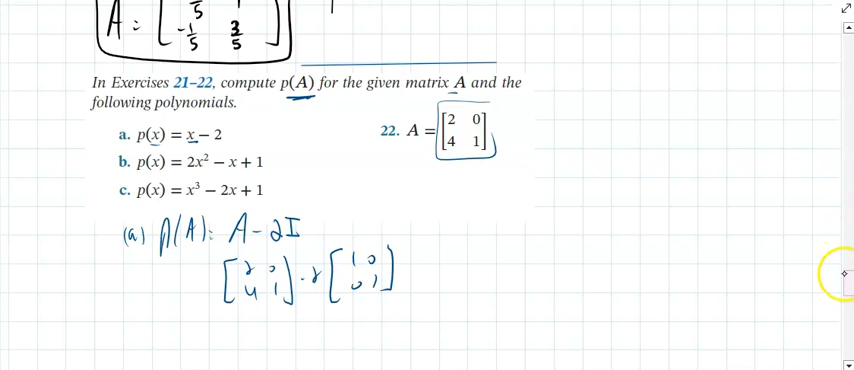 A = [ 5 1
-1/5 3/5 ]
In Exercises 21–22, compute p(A) for the given matrix A and the
following polynomials.
a. p(x) = x − 2
b. p(x) = 2x² − x + 1
c. p(x) = x³ − 2x + 1
22. A = [2 0
4 1]
(a) p(A) = A - 2I
[2 0
4 1] - 2 [1 0
0 1]